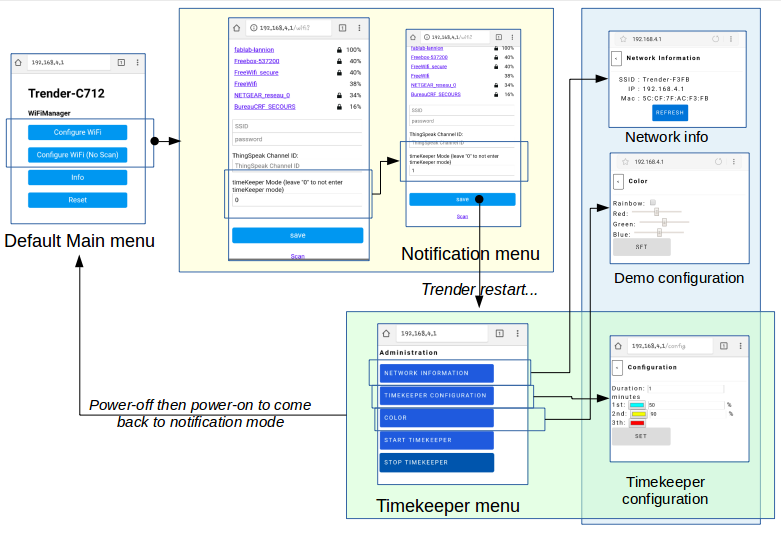 192.168.4.1
Trender-C712
WiFiManager
Configure WiFi
Configure WiFi (No Scan)
Info
Reset
Default Main menu
192.168.4.1/wifi?
fablab-lannion 100%
Freebox-537200 40%
FreeWifi_secure 40%
FreeWifi 38%
NETGEAR_reseau_0 34%
BureauCRF_SECOURS 16%
SSID
password
ThingSpeak Channel ID:
ThingSpeak Channel ID
timeKeeper Mode (leave "0" to not enter
timeKeeper mode)
0
save
Scan
192.168.4.1/wifi?
fablab-lannion 100%
Freebox-537200 40%
FreeWifi_secure 40%
FreeWifi 38%
NETGEAR_reseau_0 34%
BureauCRF_SECOURS 16%
SSID
password
ThingSpeak Channel ID:
ThingSpeak Channel ID
timeKeeper Mode (leave "0" to not enter
timeKeeper mode)
1
save
Scan
Notification menu
Trender restart...
192.168.4.1
Network Information
SSID : Trender-F3FB
IP : 192.168.4.1
Mac : 5C:CF:7F:AC:F3:FB
REFRESH
Network info
192.168.4.1
Color
Rainbow:
Red:
Green:
Blue:
SET
Demo configuration
192.168.4.1
Administration
NETWORK INFORMATION
TIMEKEEPER CONFIGURATION
COLOR
START TIMEKEEPER
STOP TIMEKEEPER
Timekeeper menu
Power-off then power-on to come
back to notification mode
192.168.4.1/config
Configuration
Duration: 1
minutes
1st: 50 %
2nd: 90 %
3th:
SET
Timekeeper
configuration